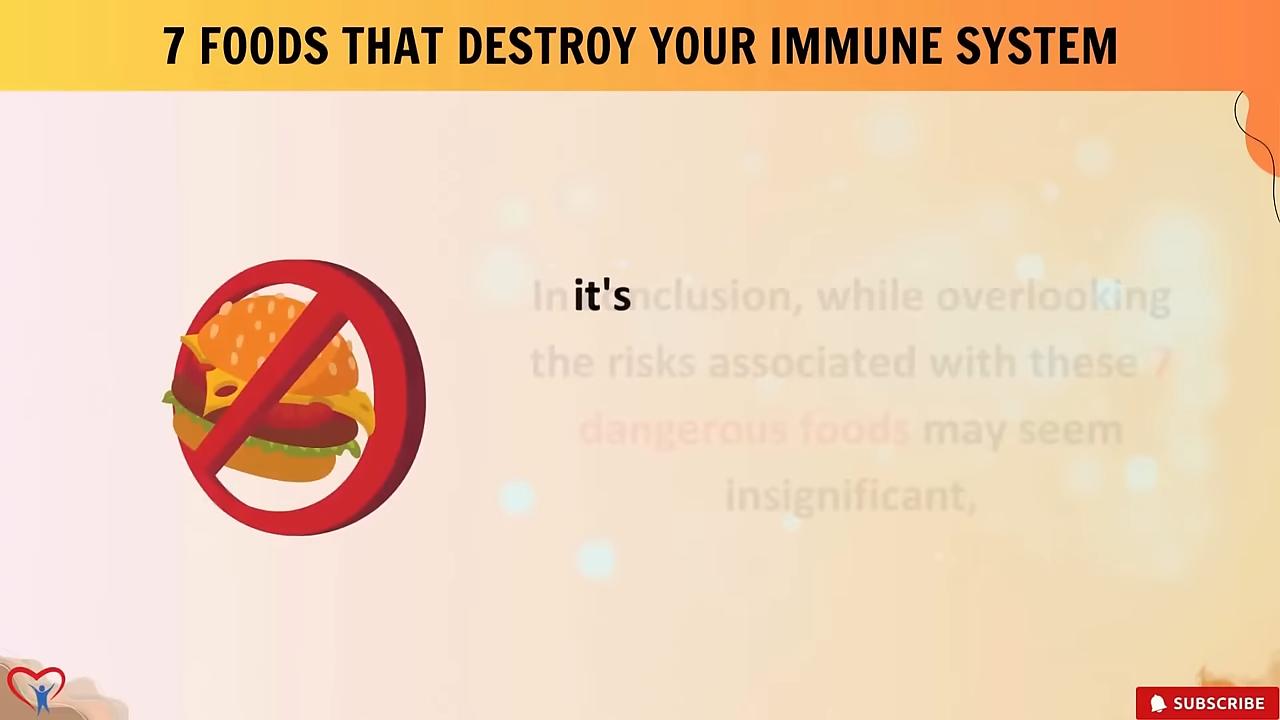 7 FOODS THAT DESTROY YOUR IMMUNE SYSTEM
it's
In conclusion, while overlooking
the risks associated with these 7
dangerous foods may seem
insignificant,
SUBSCRIBE